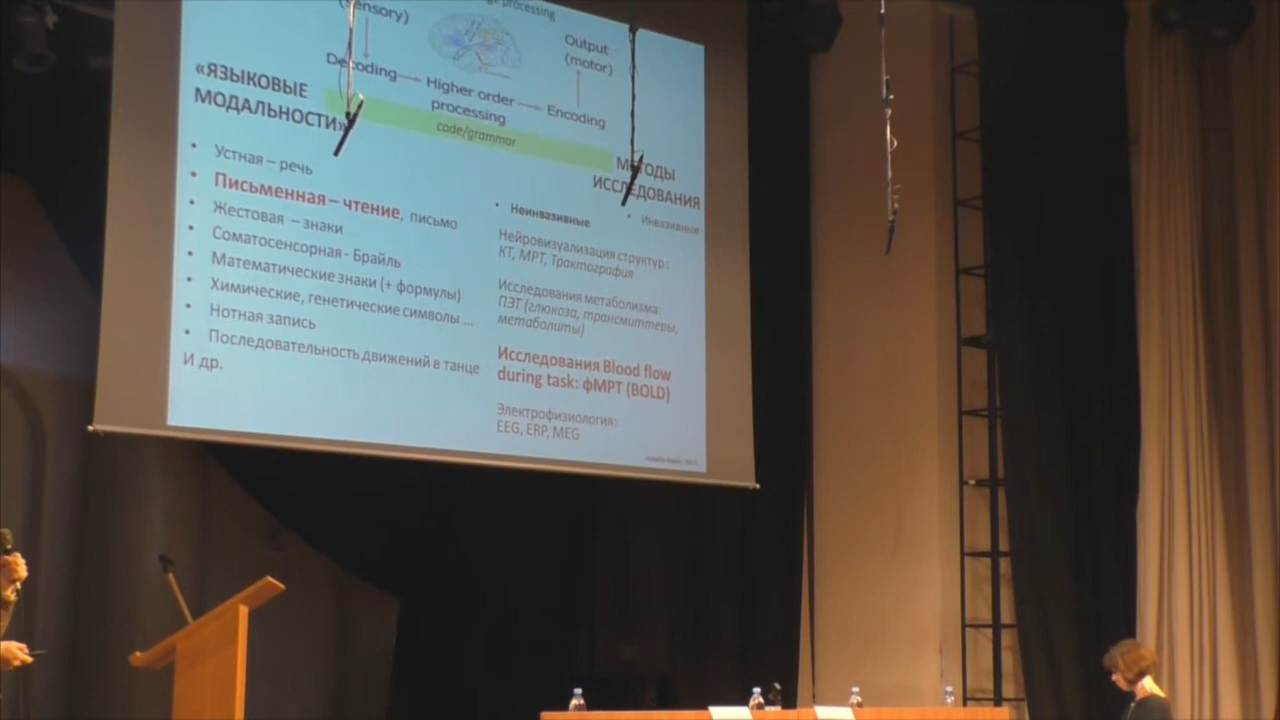 processing
(sensory)
Output
(motor)
Decoding
Higher order
processing
Encoding
code/grammar
«ЯЗЫКОВЫЕ
МОДАЛЬНОСТИ»
• Устная – речь
• Письменная – чтение, письмо
• Жестовая – знаки
• Соматосенсорная - Брайль
• Математические знаки (+ формулы)
• Химические, генетические символы ...
• Нотная запись
• Последовательность движений в танце
И др.
МЕТОДЫ
ИССЛЕДОВАНИЯ
• Неинвазивные
• Инвазивные
Нейровизуализация структур:
КТ, МРТ, Трактография
Исследования метаболизма:
ПЭТ (глюкоза, трансмиттеры,
метаболиты)
Исследования Blood flow
during task: фМРТ (BOLD)
Электрофизиология:
EEG, ERP, MEG